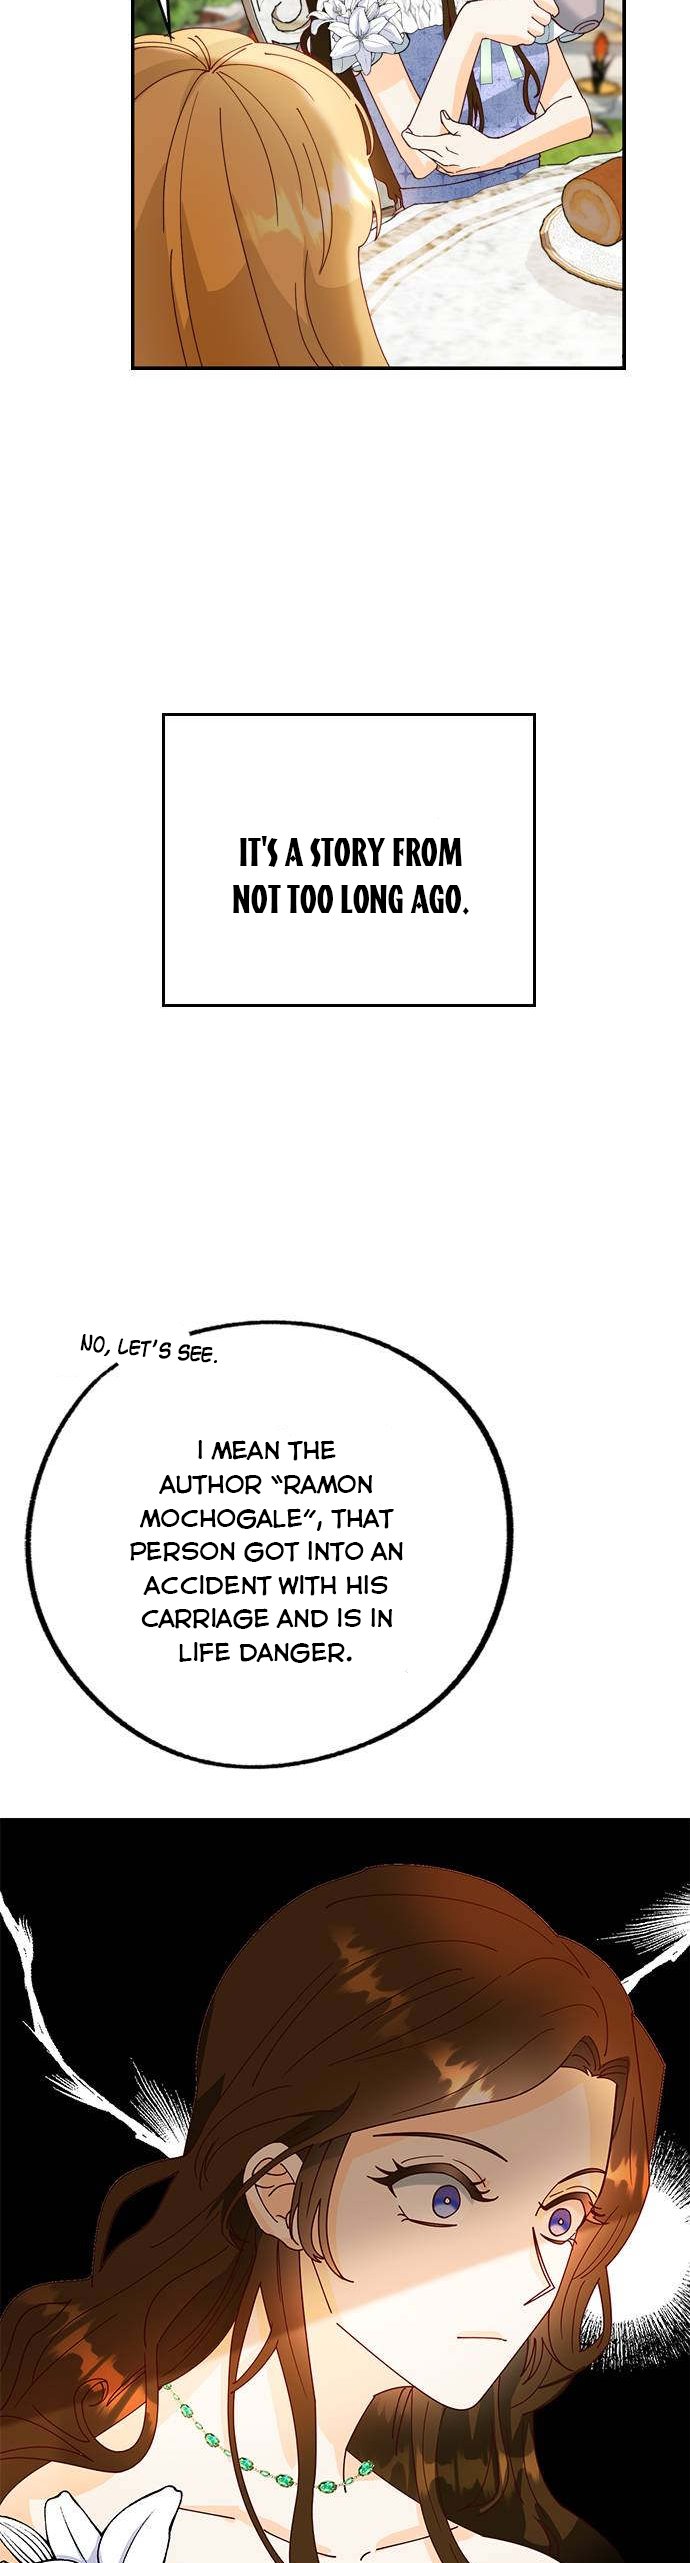 IT'S A STORY FROM
NOT TOO LONG AGO.
NO, LET'S SEE.
I MEAN THE
AUTHOR "RAMON
MOCHOGALE", THAT
PERSON GOT INTO AN
ACCIDENT WITH HIS
CARRIAGE AND IS IN
LIFE DANGER.